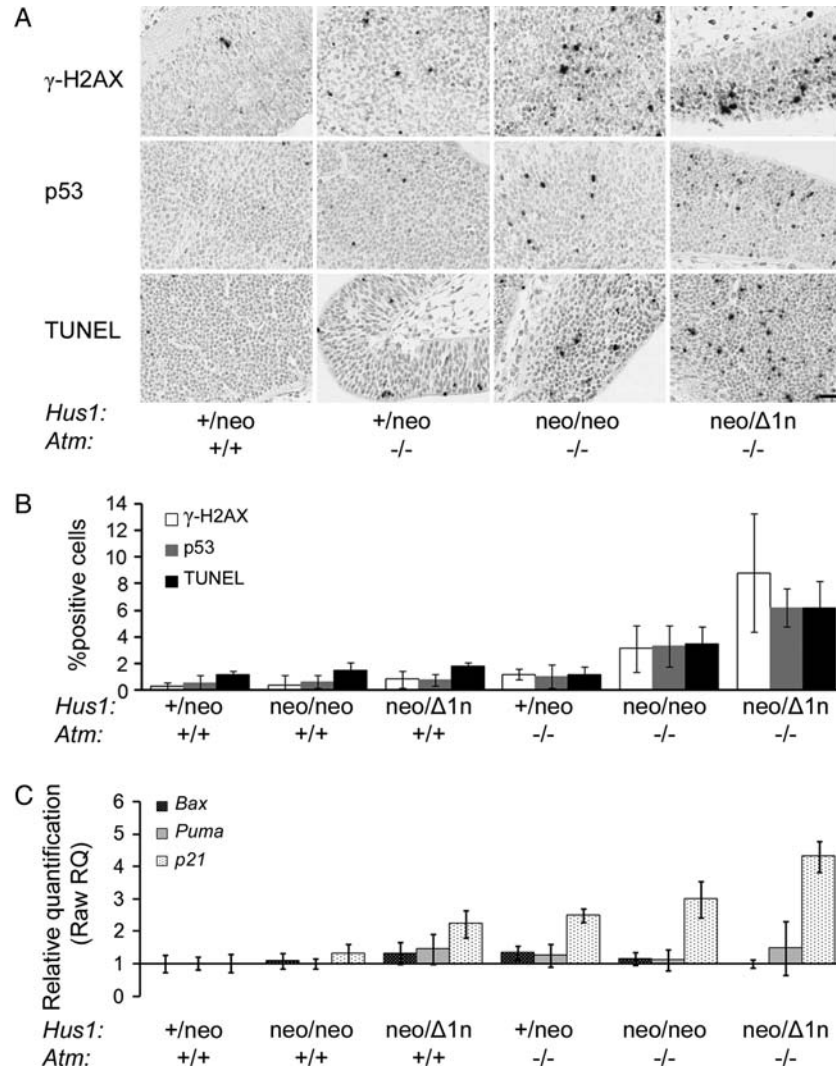 A
γ-H2AX
p53
TUNEL
Hus1: +/neo +/neo neo/neo neo/Δ1n
Atm: +/+ -/- -/- -/-
B
%positive cells
14
12
10
8
6
4
2
0
γ-H2AX
p53
TUNEL
Hus1: +/neo neo/neo neo/Δ1n +/neo neo/neo neo/Δ1n
Atm: +/+ +/+ +/+ -/- -/- -/-
C
Relative quantification
(Raw RQ)
6
5
4
3
2
1
0
Bax
Puma
p21
Hus1: +/neo neo/neo neo/Δ1n +/neo neo/neo neo/Δ1n
Atm: +/+ +/+ +/+ -/- -/- -/-